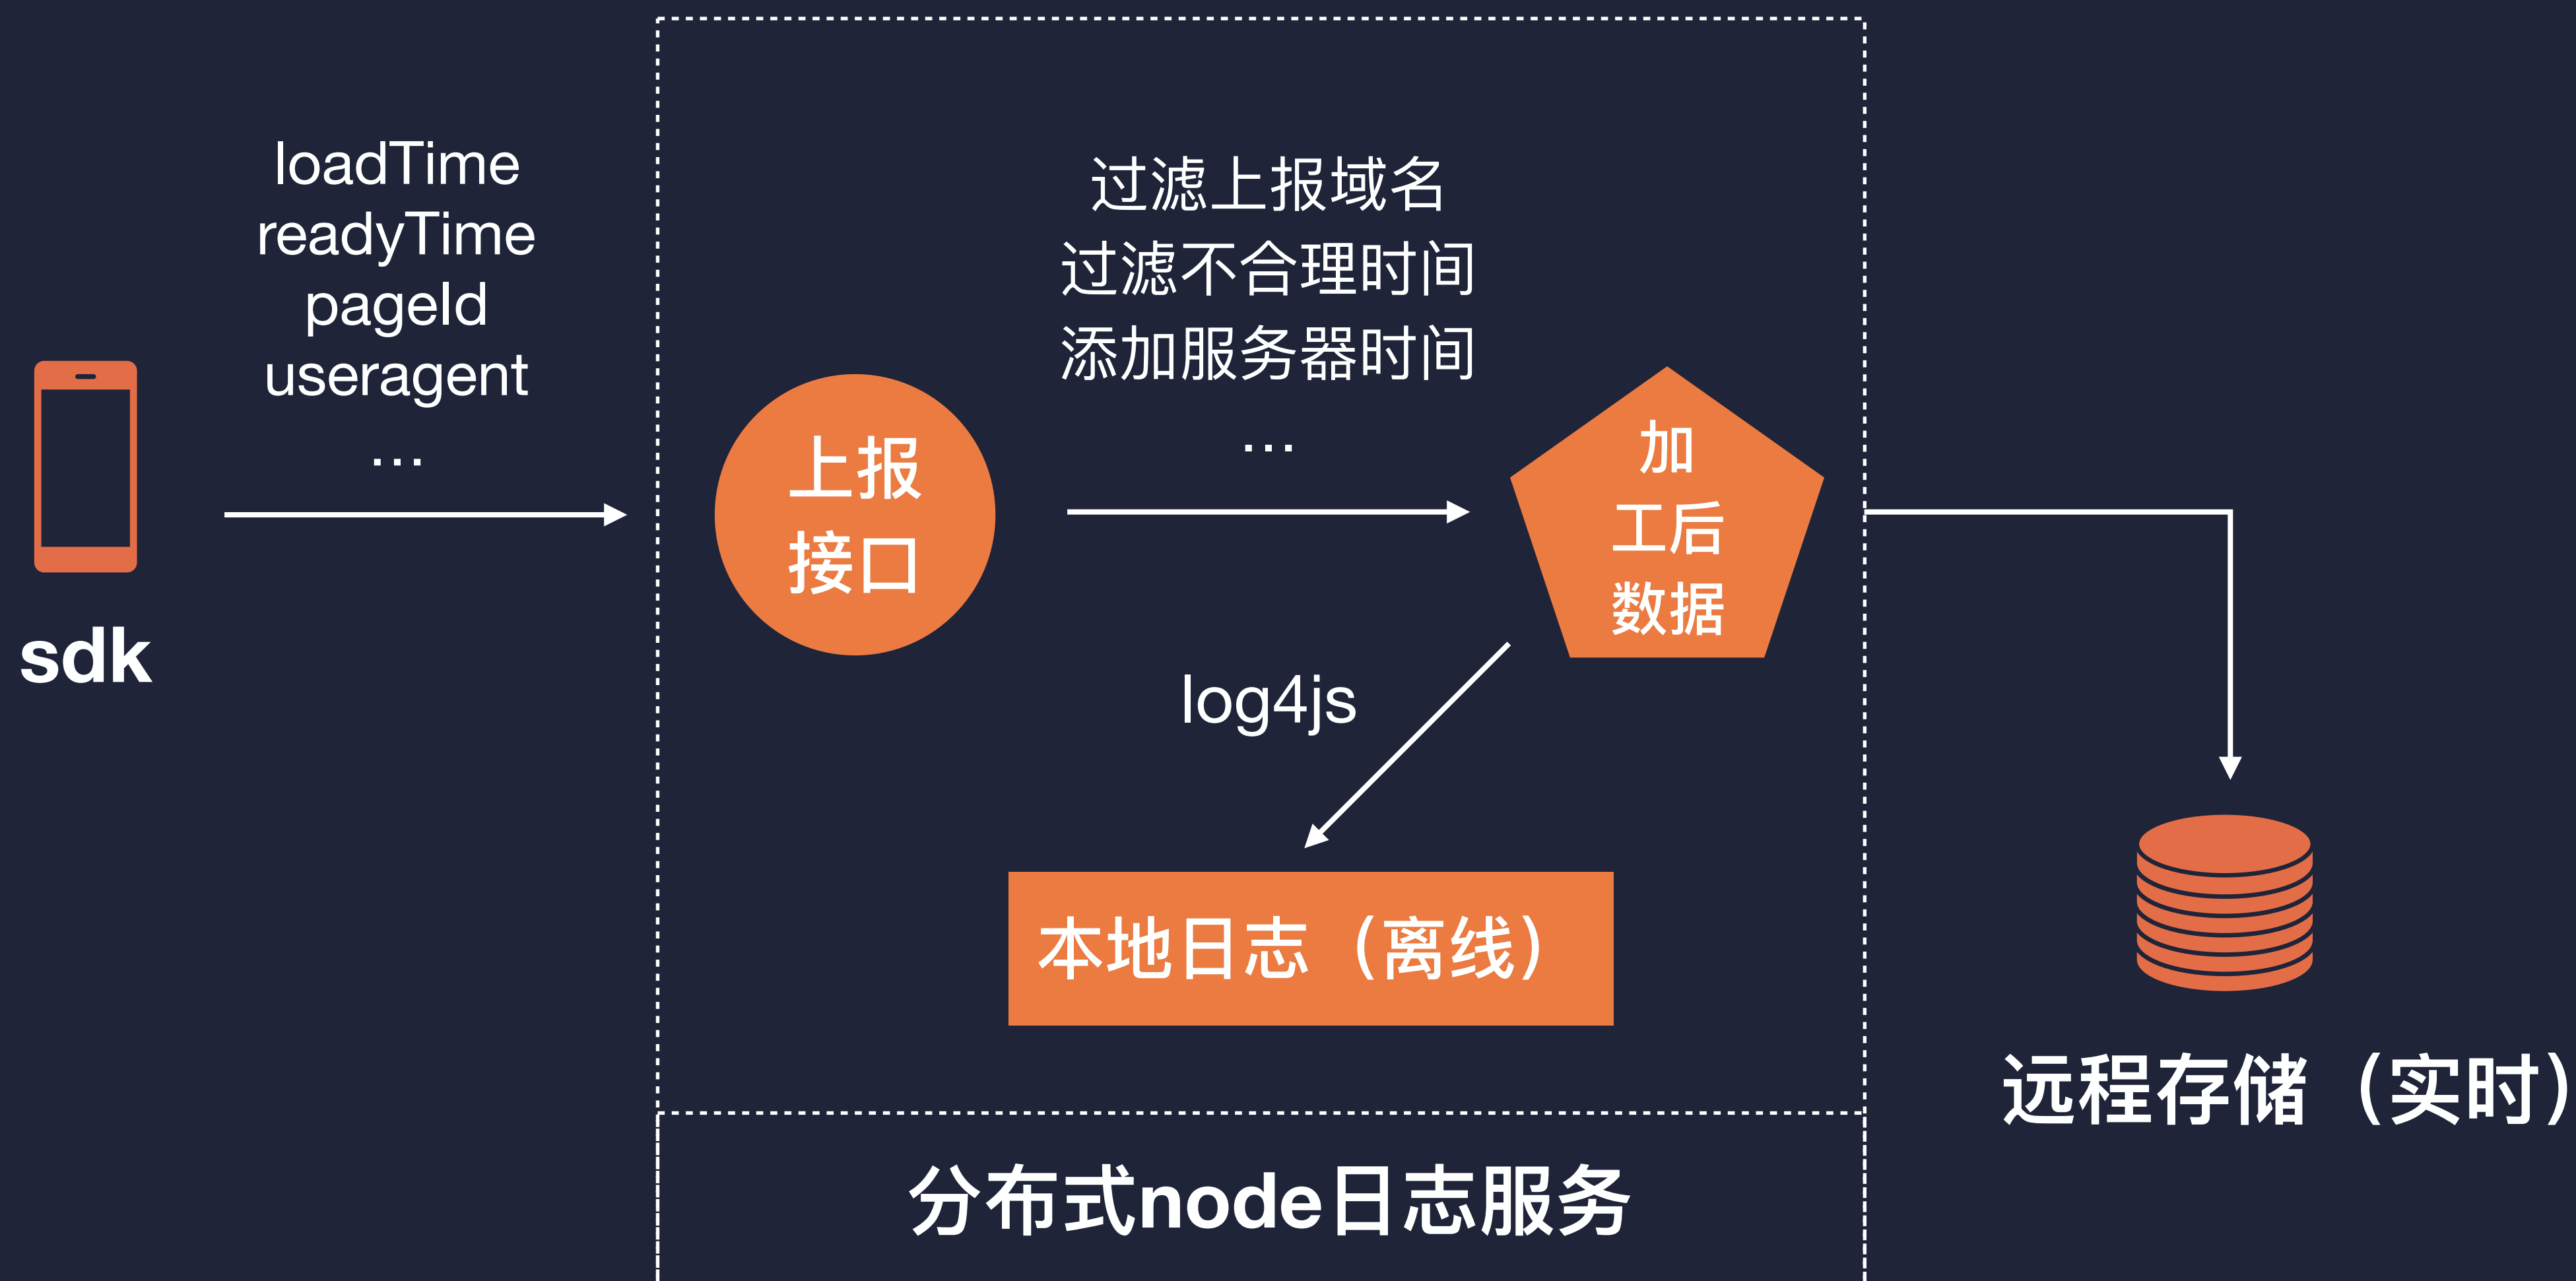 loadTime
readyTime
pageId
useragent
...
sdk
上报
接口
过滤上报域名
过滤不合理时间
添加服务器时间
...
加
工后
数据
log4js
本地日志（离线）
远程存储（实时）
分布式node日志服务